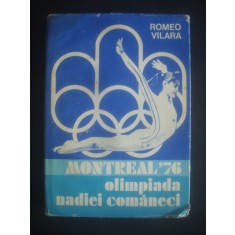 ROMEO
VILARA
MONTREAL '76
olimpiada
nadiei comăneci